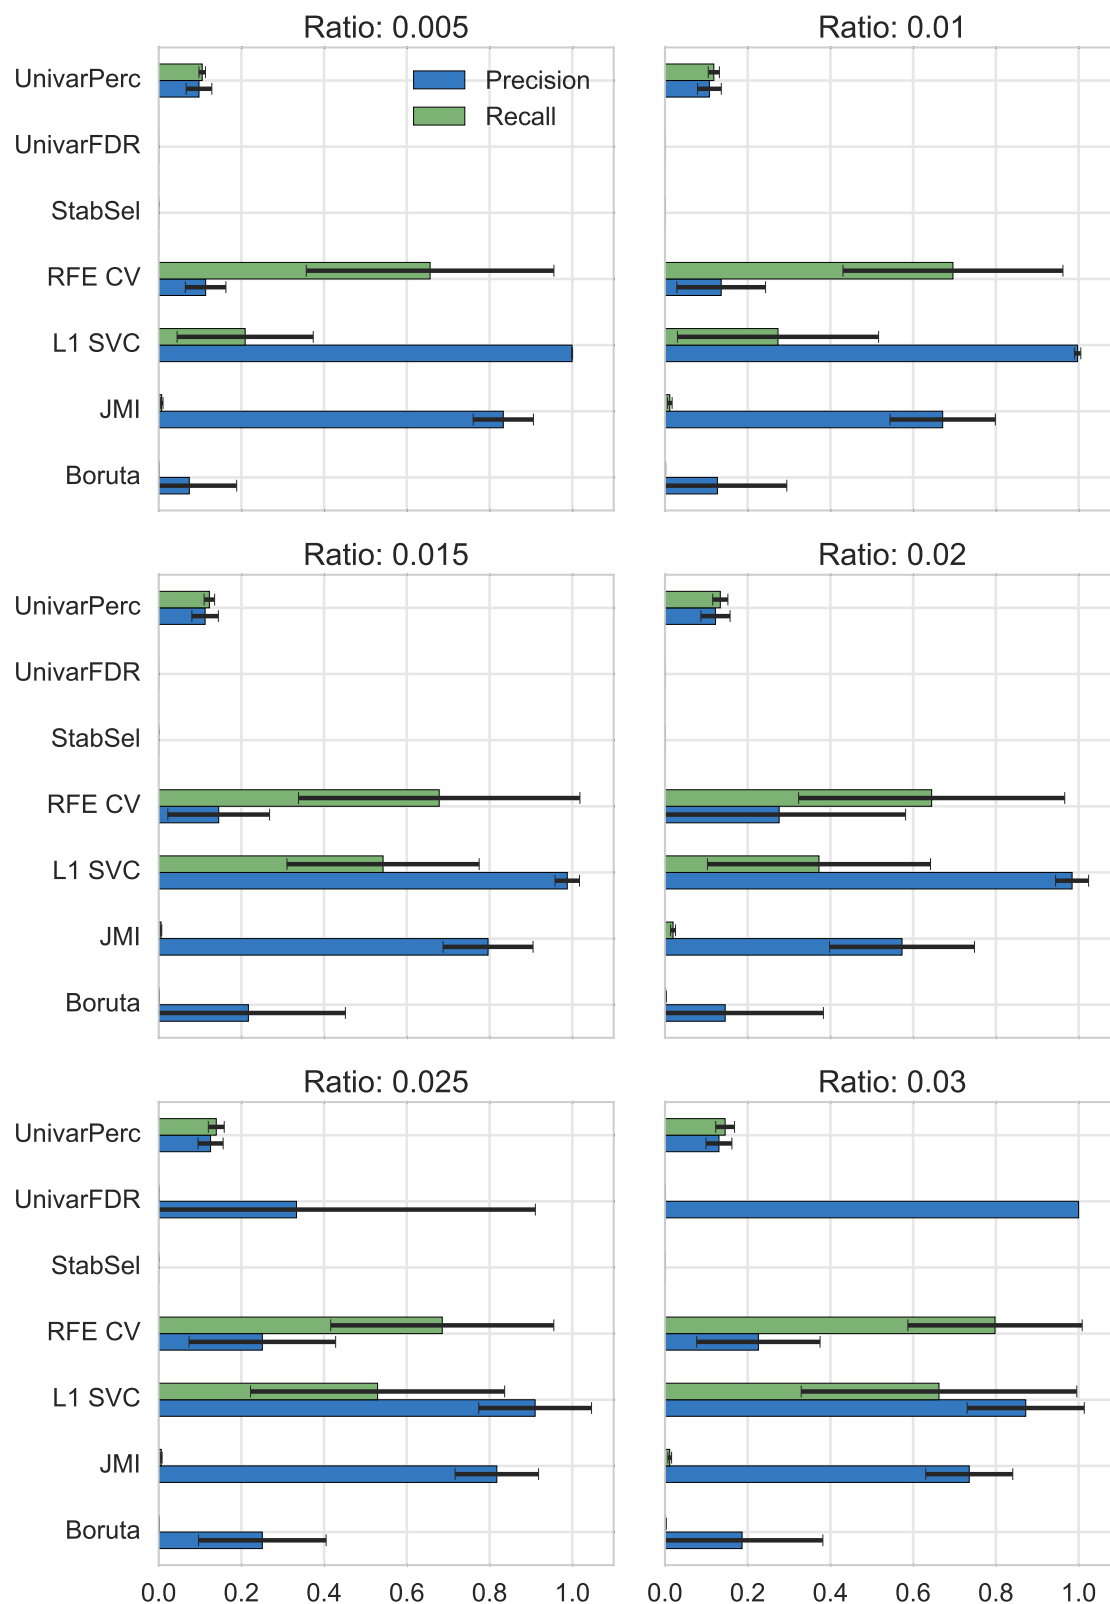 Ratio: 0.005
Ratio: 0.01
UnivarPerc
UnivarFDR
StabSel
RFE CV
L1 SVC
JMI
Boruta
Precision
Recall
Ratio: 0.015
Ratio: 0.02
UnivarPerc
UnivarFDR
StabSel
RFE CV
L1 SVC
JMI
Boruta
Ratio: 0.025
Ratio: 0.03
UnivarPerc
UnivarFDR
StabSel
RFE CV
L1 SVC
JMI
Boruta
0.0 0.2 0.4 0.6 0.8 1.0
0.0 0.2 0.4 0.6 0.8 1.0